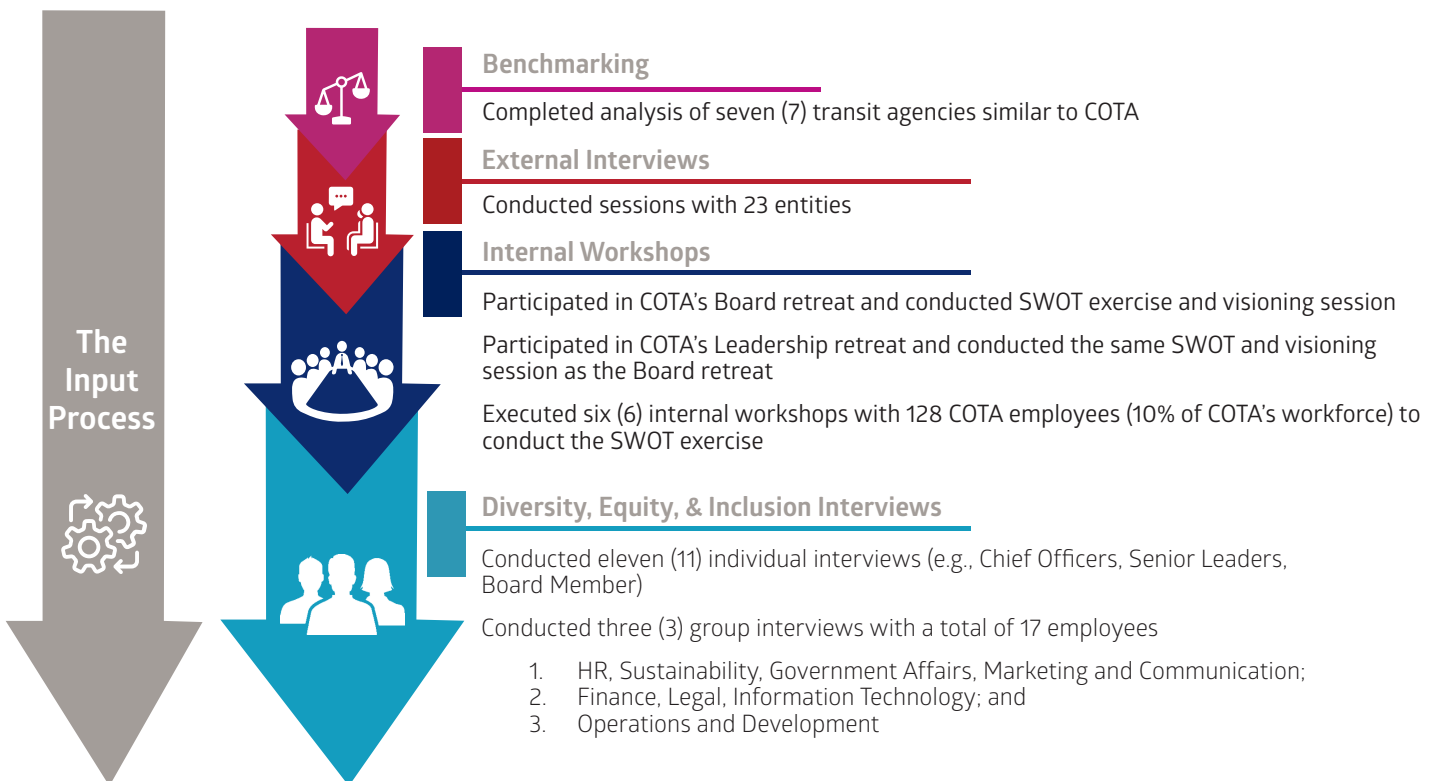 The
Input
Process
Benchmarking
Completed analysis of seven (7) transit agencies similar to COTA
External Interviews
Conducted sessions with 23 entities
Internal Workshops
Participated in COTA's Board retreat and conducted SWOT exercise and visioning session
Participated in COTA's Leadership retreat and conducted the same SWOT and visioning
session as the Board retreat
Executed six (6) internal workshops with 128 COTA employees (10% of COTA's workforce) to
conduct the SWOT exercise
Diversity, Equity, & Inclusion Interviews
Conducted eleven (11) individual interviews (e.g., Chief Officers, Senior Leaders,
Board Member)
Conducted three (3) group interviews with a total of 17 employees
1. HR, Sustainability, Government Affairs, Marketing and Communication;
2. Finance, Legal, Information Technology; and
3. Operations and Development